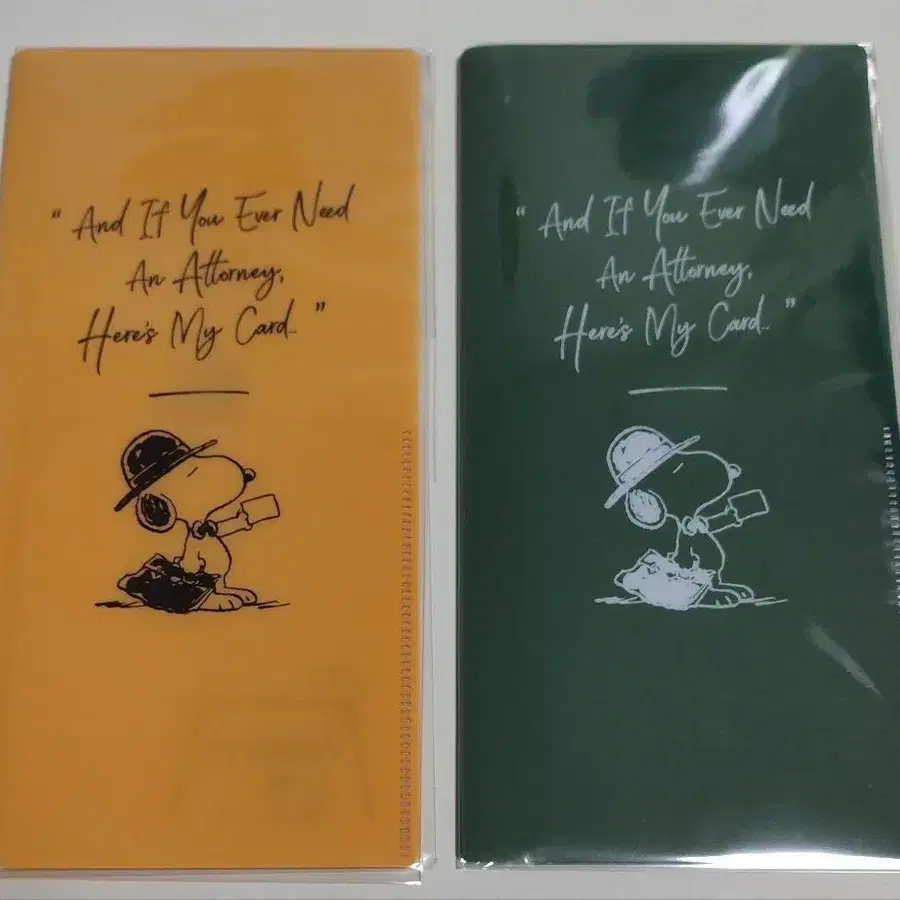 “ And If You Ever Need
An Attorney,
Here's My Card.. ”
“ And If You Ever Need
An Attorney,
Here's My Card.. ”